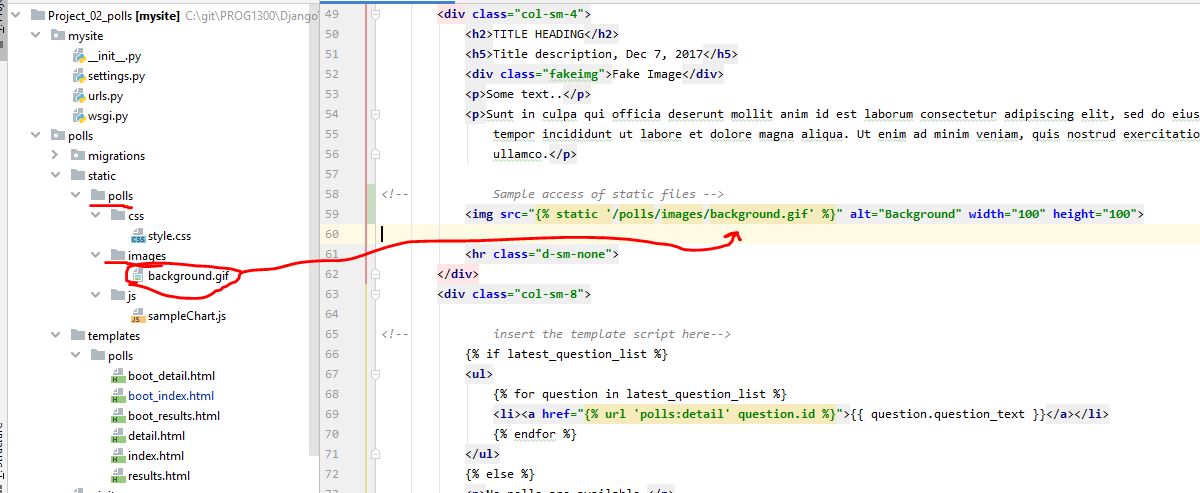 Project_02_polls [mysite] C:\git\PROG1300\Django
mysite
__init__.py
settings.py
urls.py
wsgi.py
polls
migrations
static
polls
css
style.css
images
background.gif
js
sampleChart.js
templates
polls
boot_detail.html
boot_index.html
boot_results.html
detail.html
index.html
results.html
49 <div class="col-sm-4">
50 <h2>TITLE HEADING</h2>
51 <h5>Title description, Dec 7, 2017</h5>
52 <div class="fakeimg">Fake Image</div>
53 <p>Some text..</p>
54 <p>Sunt in culpa qui officia deserunt mollit anim id est laborum consectetur adipiscing elit, sed do eius
55 tempor incididunt ut labore et dolore magna aliqua. Ut enim ad minim veniam, quis nostrud exercitatio
56 ullamco.</p>
57
58 <!-- Sample access of static files -->
59 <img src="{% static '/polls/images/background.gif' %}" alt="Background" width="100" height="100">
60
61 <hr class="d-sm-none">
62 </div>
63 <div class="col-sm-8">
64
65 <!-- insert the template script here-->
66 {% if latest_question_list %}
67 <ul>
68 {% for question in latest_question_list %}
69 <li><a href="{% url 'polls:detail' question.id %}">{{ question.question_text }}</a></li>
70 {% endfor %}
71 </ul>
72 {% else %}